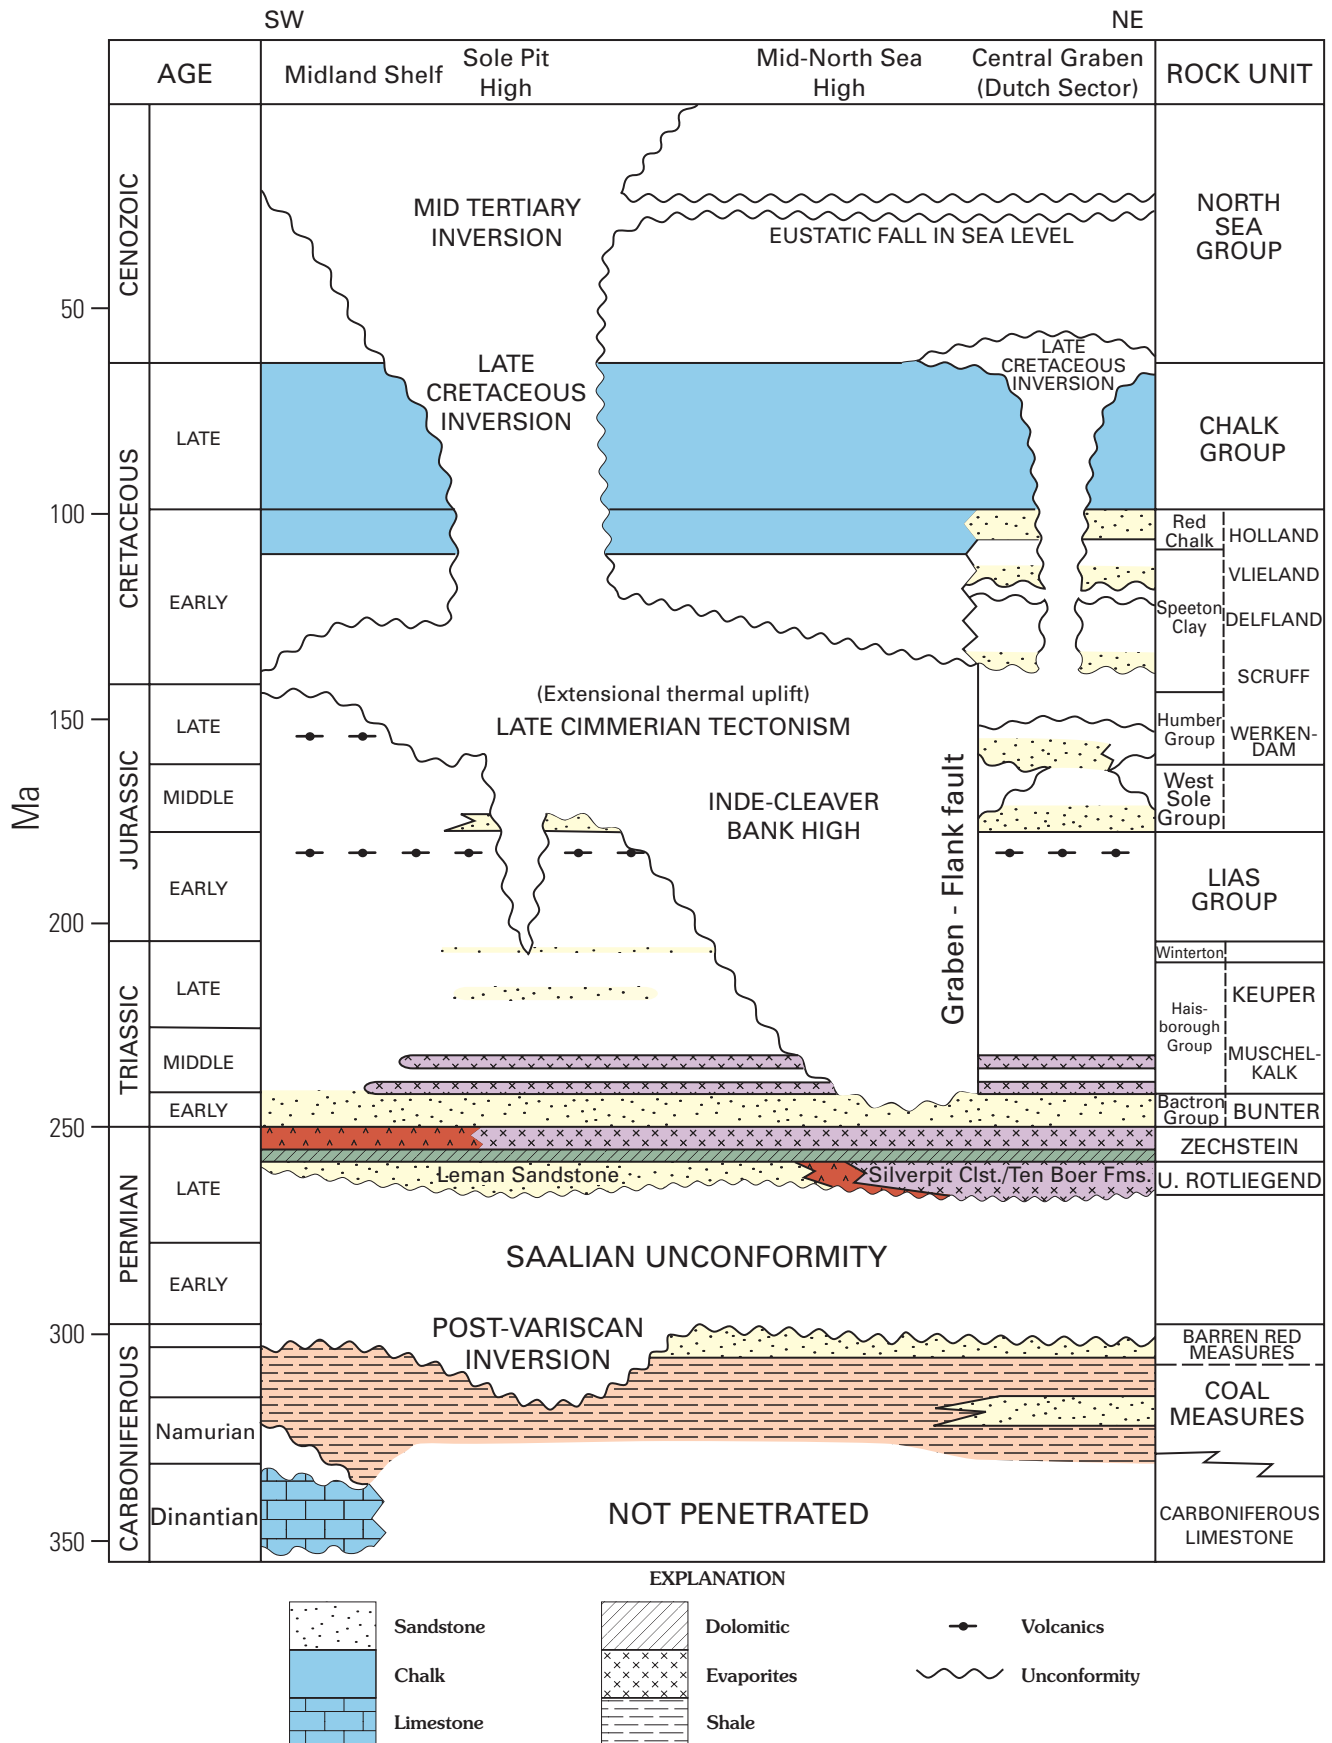 SW
NE
AGE
Midland Shelf
Sole Pit
High
Mid-North Sea
High
Central Graben
(Dutch Sector)
ROCK UNIT
Ma
50
100
150
200
250
300
350
CENOZOIC
CRETACEOUS
LATE
EARLY
JURASSIC
LATE
MIDDLE
EARLY
TRIASSIC
LATE
MIDDLE
EARLY
PERMIAN
LATE
EARLY
CARBONIFEROUS
Namurian
Dinantian
MID TERTIARY
INVERSION
EUSTATIC FALL IN SEA LEVEL
LATE
CRETACEOUS
INVERSION
LATE
CRETACEOUS
INVERSION
(Extensional thermal uplift)
LATE CIMMERIAN TECTONISM
INDE-CLEAVER
BANK HIGH
Graben - Flank fault
Leman Sandstone
Silverpit Clst./Ten Boer Fms.
SAALIAN UNCONFORMITY
POST-VARISCAN
INVERSION
NOT PENETRATED
NORTH
SEA
GROUP
CHALK
GROUP
Red
Chalk
HOLLAND
VLIELAND
Speeton
Clay
DELFLAND
SCRUFF
Humber
Group
WERKEN-
DAM
West
Sole
Group
LIAS
GROUP
Winterton
KEUPER
Hais-
borough
Group
MUSCHEL-
KALK
Bactron
Group
BUNTER
ZECHSTEIN
U. ROTLIEGEND
BARREN RED
MEASURES
COAL
MEASURES
CARBONIFEROUS
LIMESTONE
EXPLANATION
Sandstone
Chalk
Limestone
Dolomitic
Evaporites
Shale
Volcanics
Unconformity